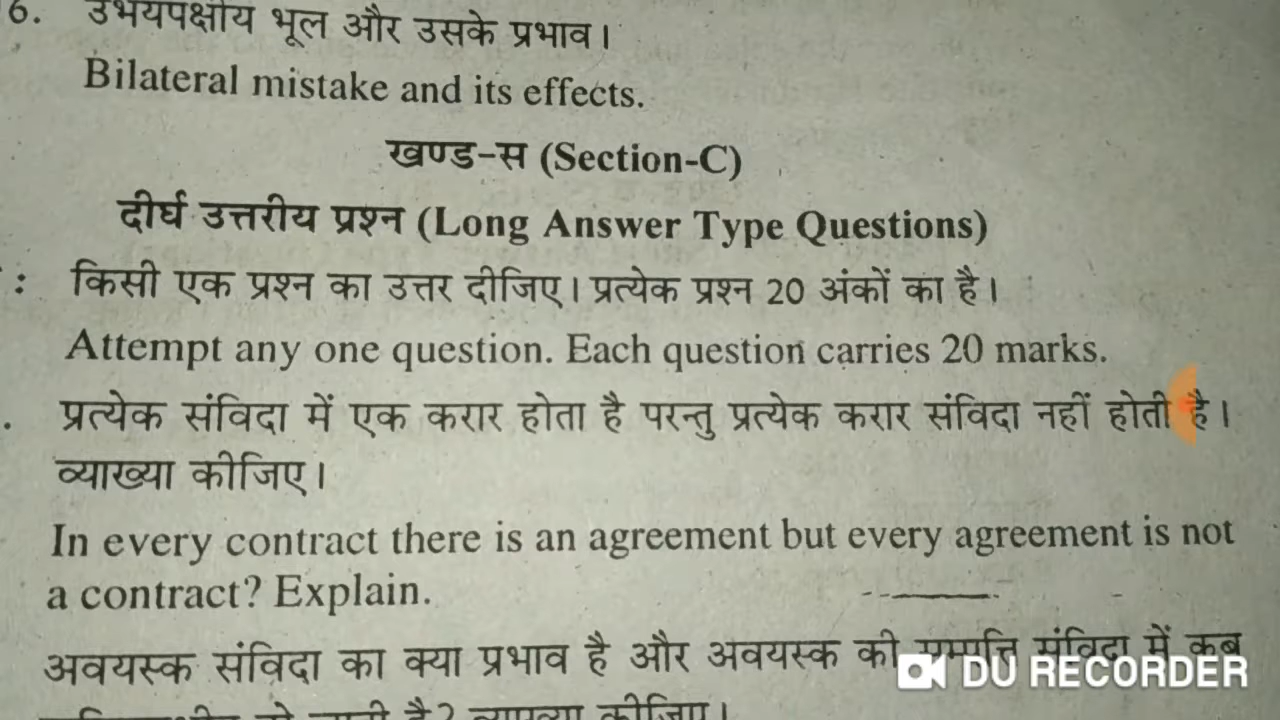 6. उभयपक्षीय भूल और उसके प्रभाव।
Bilateral mistake and its effects.
खण्ड-स (Section-C)
दीर्घ उत्तरीय प्रश्न (Long Answer Type Questions)
: किसी एक प्रश्न का उत्तर दीजिए। प्रत्येक प्रश्न 20 अंकों का है।
Attempt any one question. Each question carries 20 marks.
. प्रत्येक संविदा में एक करार होता है परन्तु प्रत्येक करार संविदा नहीं होती है।
व्याख्या कीजिए।
In every contract there is an agreement but every agreement is not
a contract? Explain.
अवयस्क संविदा का क्या प्रभाव है और अवयस्क की सम्पत्ति संविदा में कब
DU RECORDER
है? व्याख्या कीजिए।